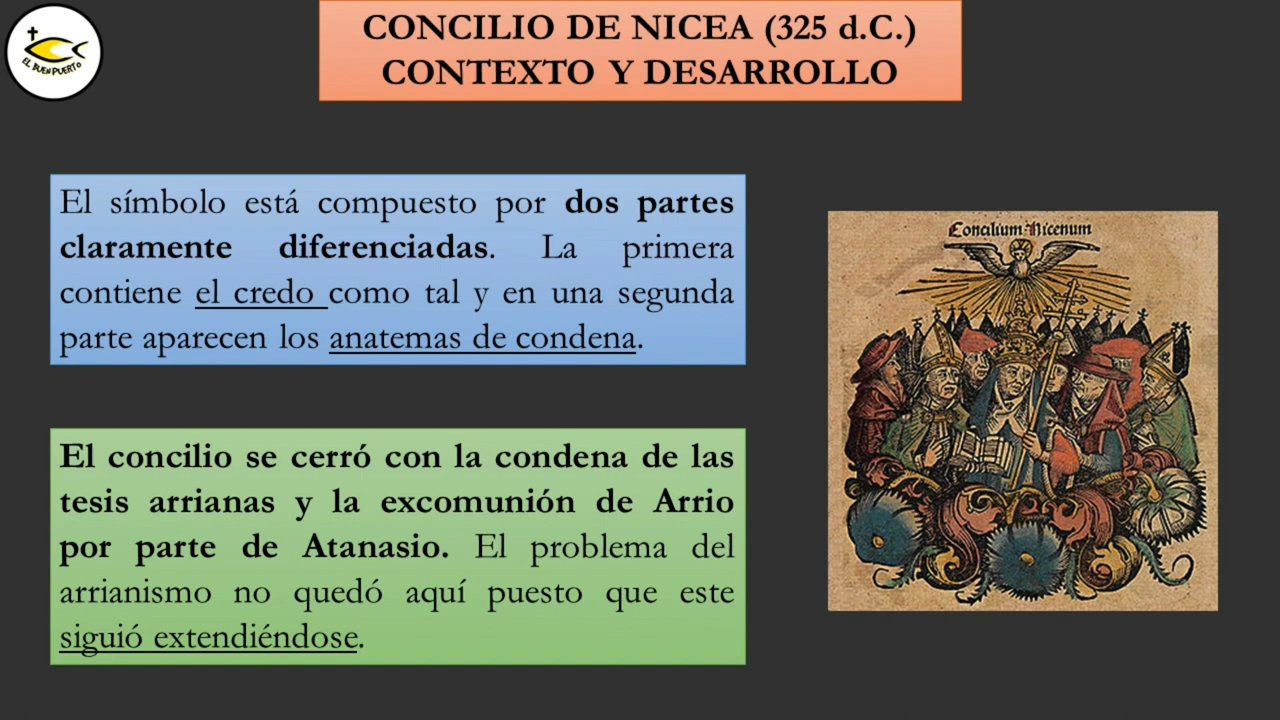 EL BUEN PUERTO
CONCILIO DE NICEA (325 d.C.)
CONTEXTO Y DESARROLLO
El símbolo está compuesto por dos partes
claramente diferenciadas. La primera
contiene el credo como tal y en una segunda
parte aparecen los anatemas de condena.
El concilio se cerró con la condena de las
tesis arrianas y la excomunión de Arrio
por parte de Atanasio. El problema del
arrianismo no quedó aquí puesto que este
siguió extendiéndose.
Concilium Nicenum